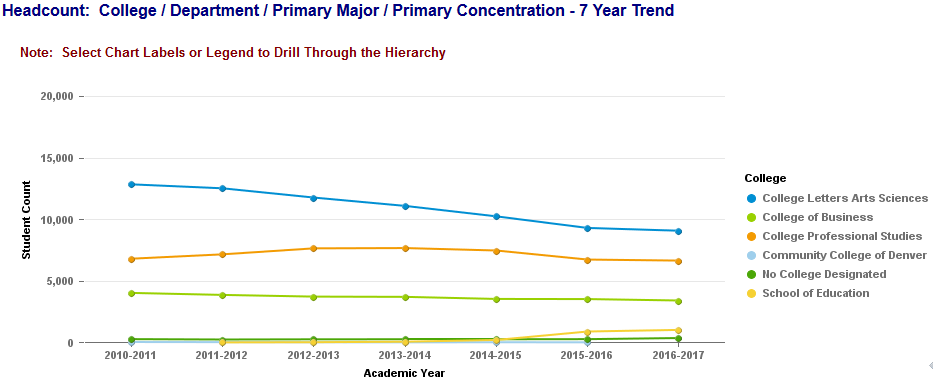 Headcount:  College / Department / Primary Major / Primary Concentration - 7 Year Trend
Note:  Select Chart Labels or Legend to Drill Through the Hierarchy
20,000
15,000
10,000
5,000
0
Student Count
2010-2011 2011-2012 2012-2013 2013-2014 2014-2015 2015-2016 2016-2017
Academic Year
College
College Letters Arts Sciences
College of Business
College Professional Studies
Community College of Denver
No College Designated
School of Education